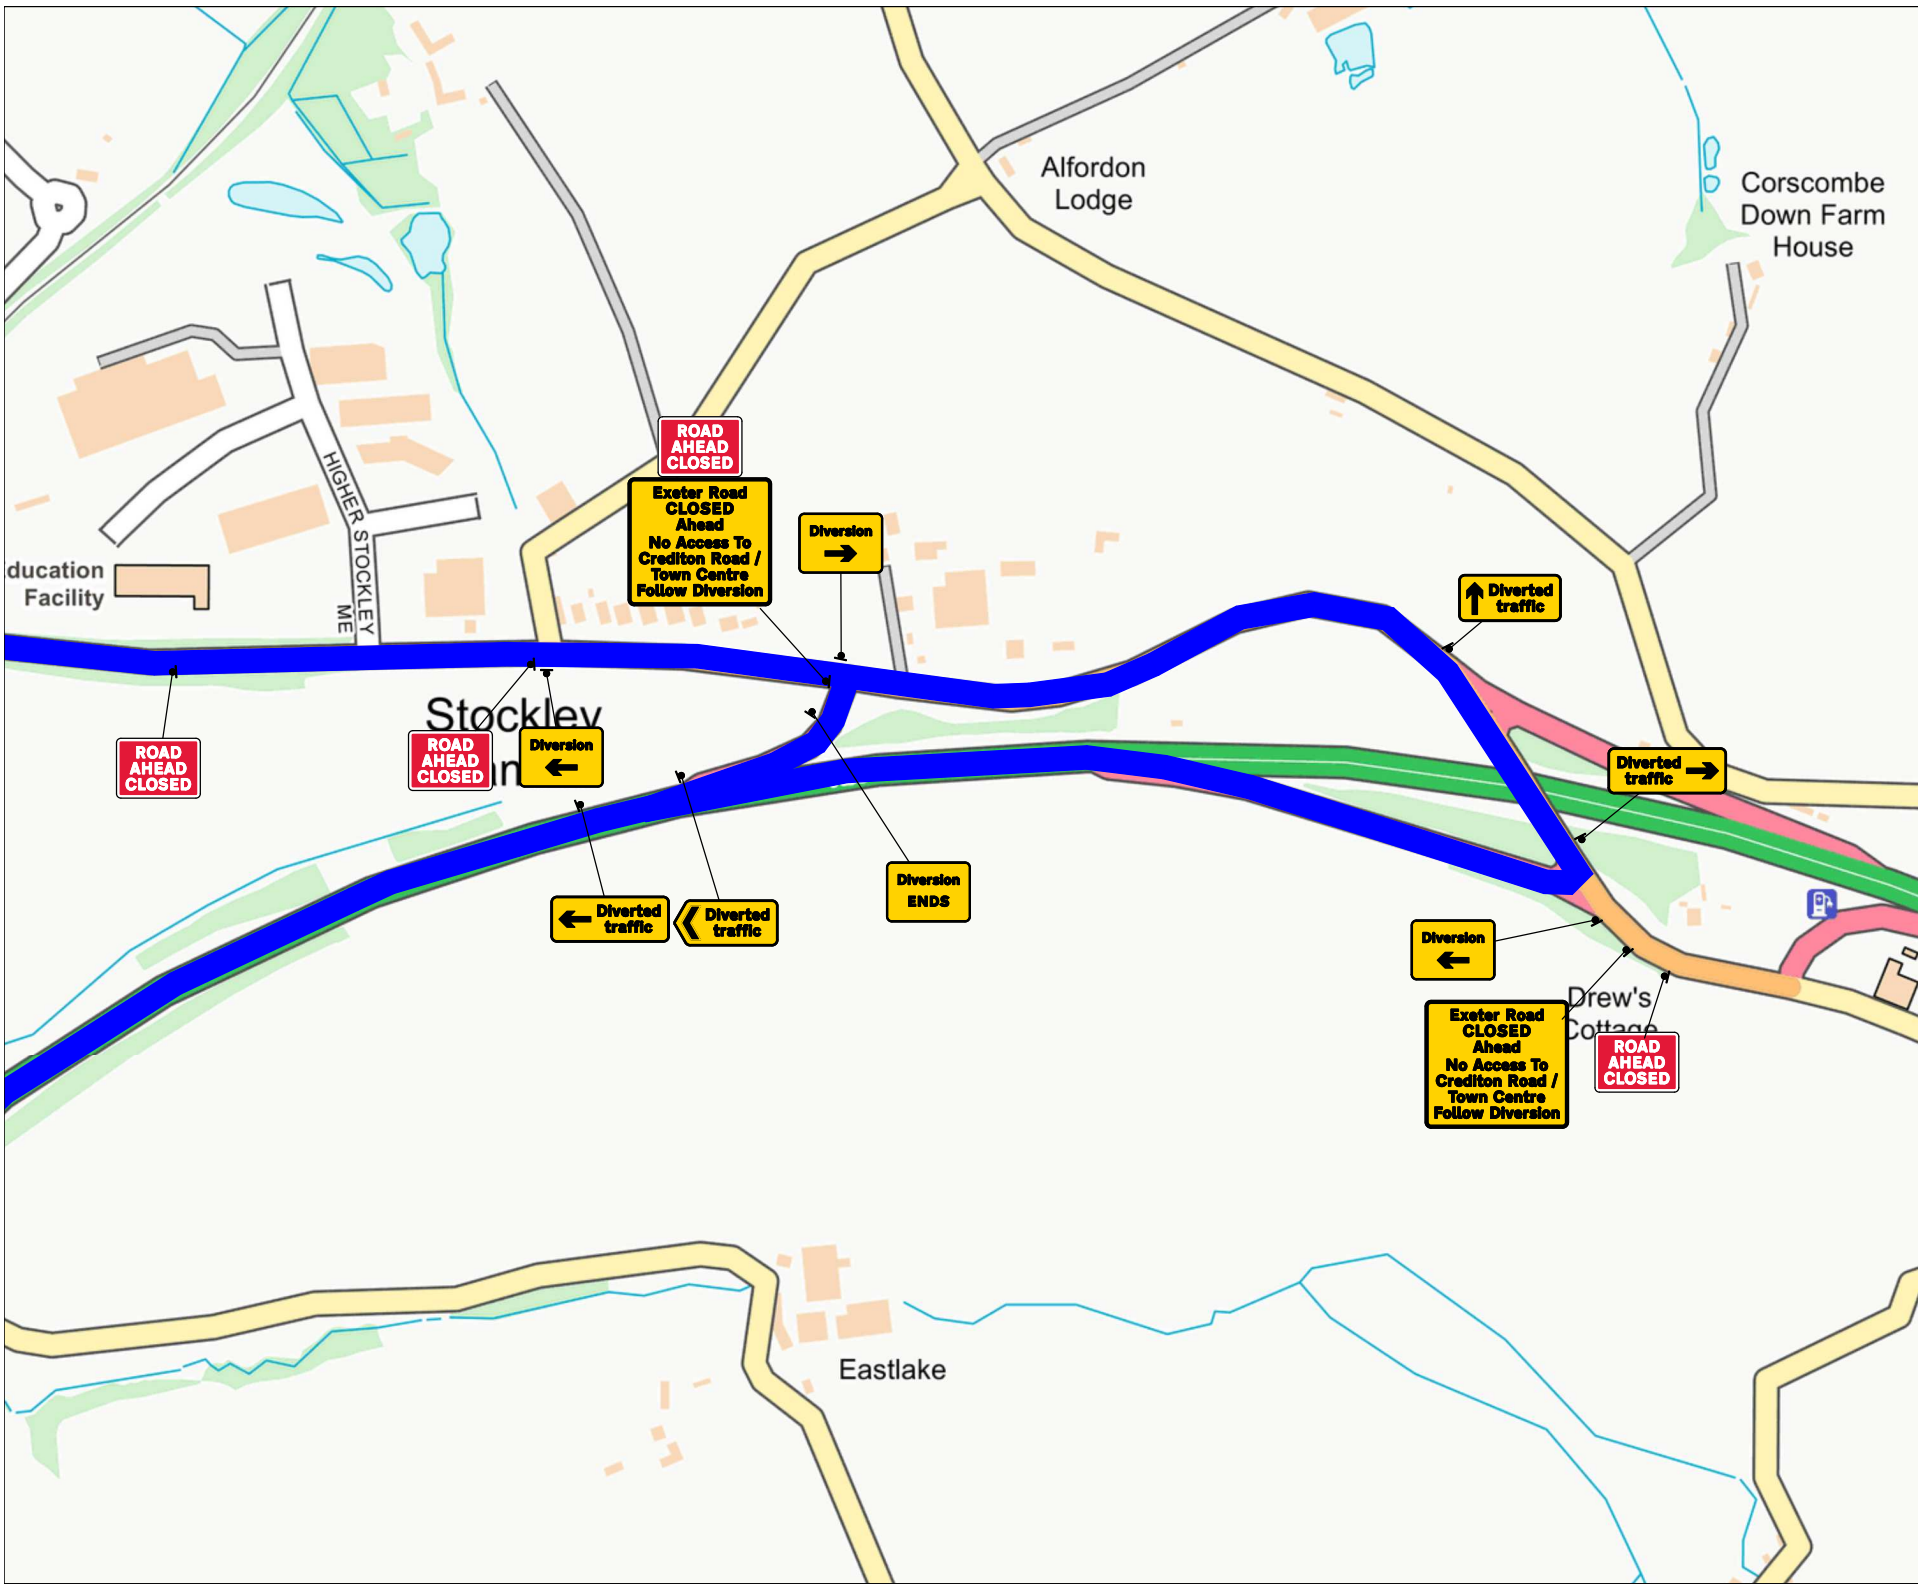 Alfordon
Lodge
Corscombe
Down Farm
House
ROAD
AHEAD
CLOSED
Exeter Road
CLOSED
Ahead
No Access To
Crediton Road /
Town Centre
Follow Diversion
Diversion
HIGHER STOCKLEY
ME
ducation
Facility
Diverted
traffic
Stockley
ROAD
AHEAD
CLOSED
ROAD
AHEAD
CLOSED
Diversion
Diverted
traffic
Diversion
ENDS
Diverted
traffic
Diverted
traffic
Diversion
Drew's
Cottage
Exeter Road
CLOSED
Ahead
No Access To
Crediton Road /
Town Centre
Follow Diversion
ROAD
AHEAD
CLOSED
Eastlake